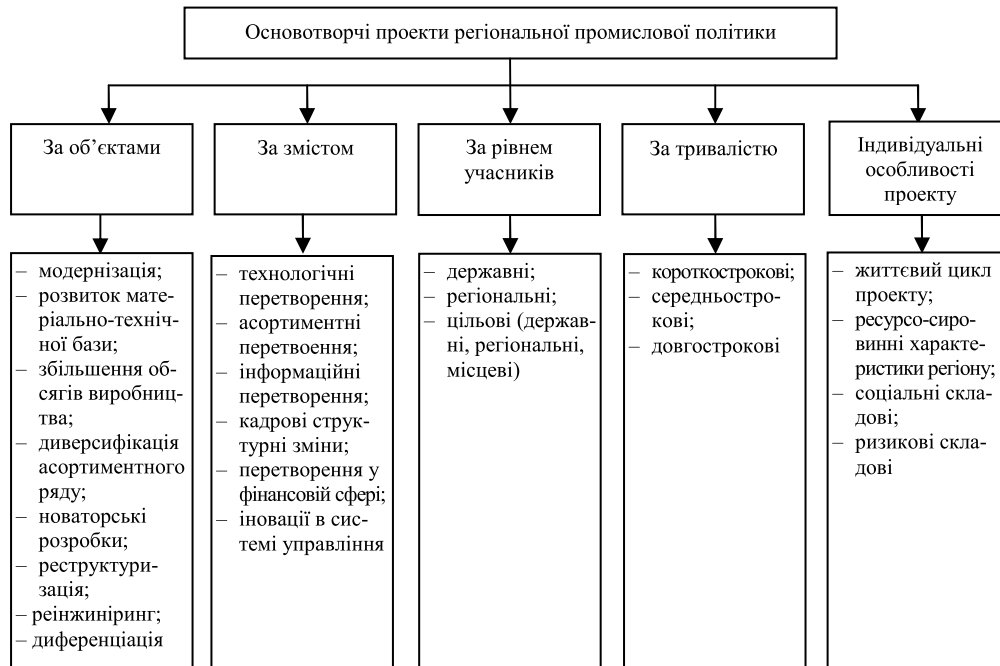 Основотворчі проекти регіональної промислової політики
За об’єктами
За змістом
За рівнем
учасників
За тривалістю
Індивідуальні
особливості
проекту
– модернізація;
– розвиток мате-
ріально-техніч-
ної бази;
– збільшення об-
сягів виробниц-
тва;
– диверсифікація
асортиментного
ряду;
– новаторські
розробки;
– реструктури-
зація;
– реінжиніринг;
– диференціація
– технологічні
перетворення;
– асортиментні
перетвоення;
– інформаційні
перетворення;
– кадрові струк-
турні зміни;
– перетворення у
фінансовій сфері;
– іновації в сис-
темі управління
– державні;
– регіональні;
– цільові (держав-
ні, регіональні,
місцеві)
– короткострокові;
– середньостро-
кові;
– довгострокові
– життєвий цикл
проекту;
– ресурсо-сиро-
винні характе-
ристики регіону;
– соціальні скла-
дові;
– ризикові скла-
дові